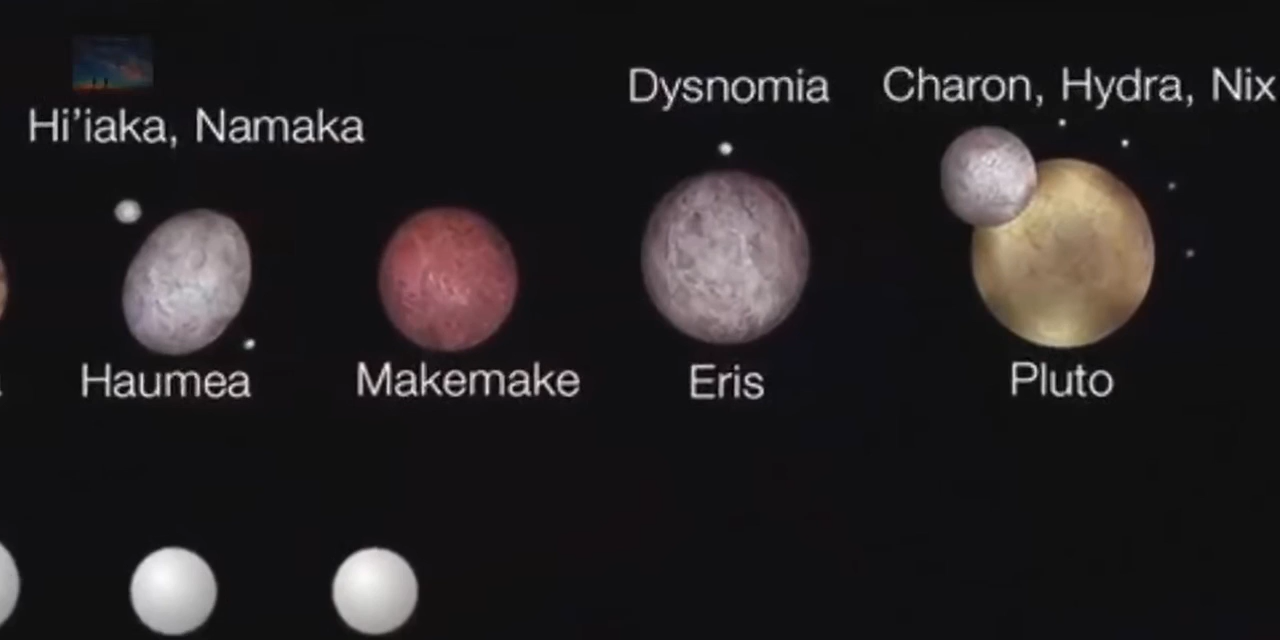 Dysnomia
Charon, Hydra, Nix
Hi’iaka, Namaka
Haumea
Makemake
Eris
Pluto